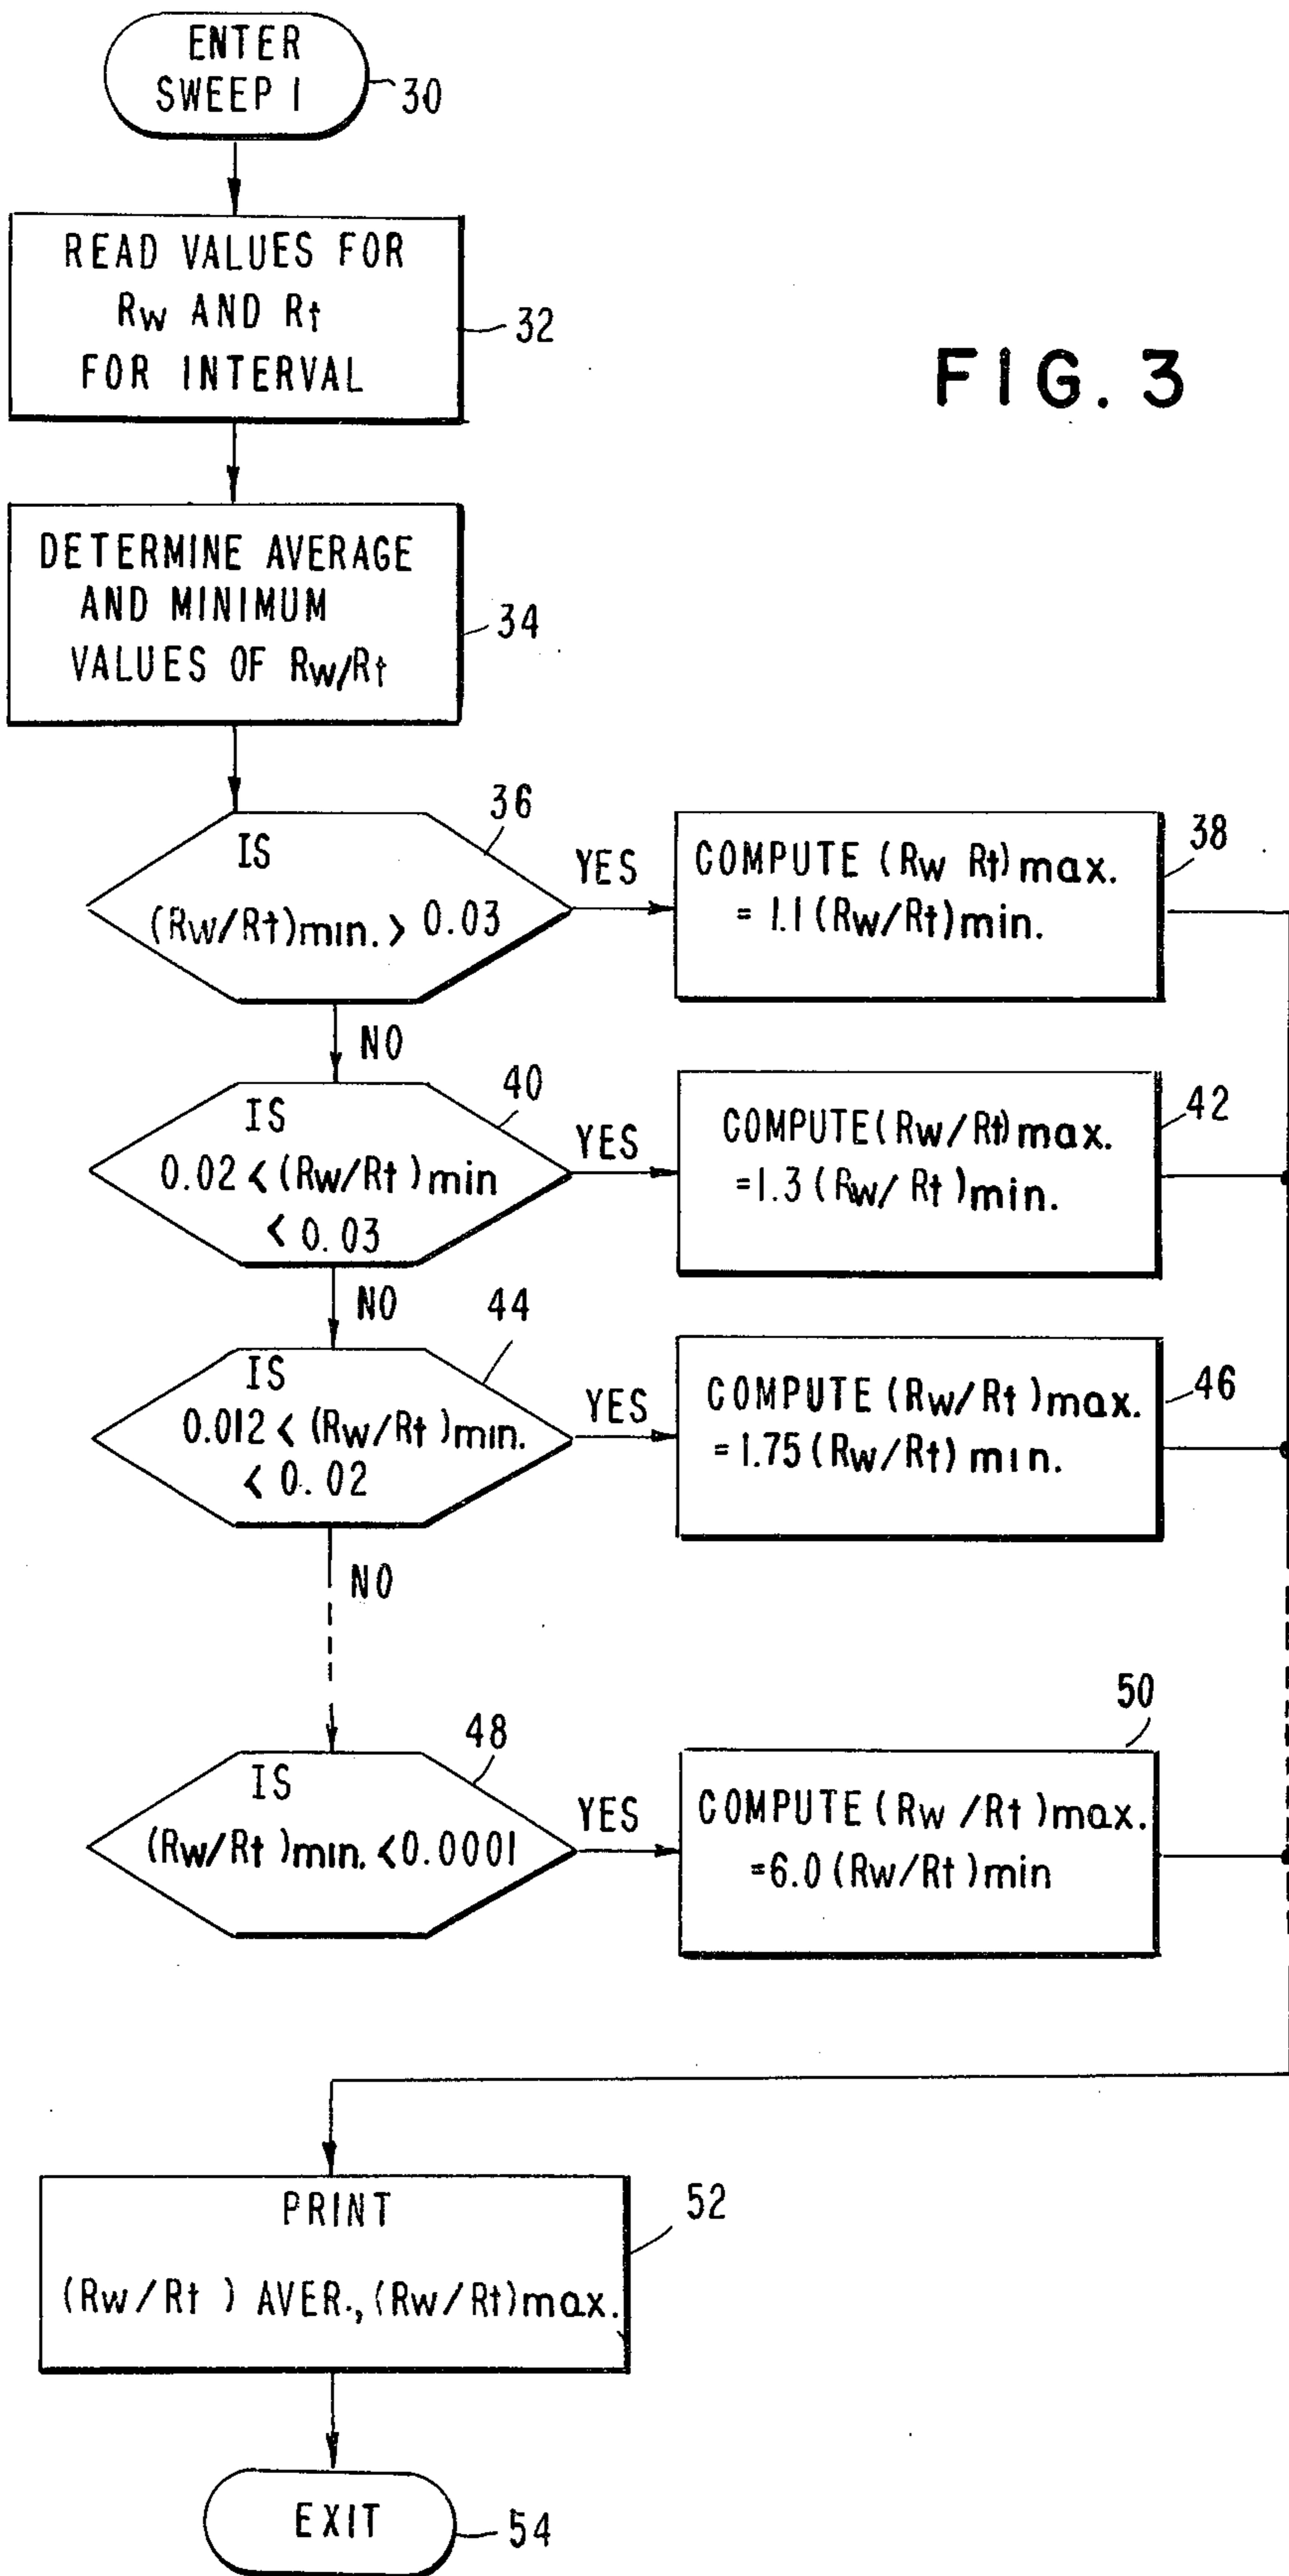 ENTER
SWEEP 1
30
READ VALUES FOR
Rw AND Rt
FOR INTERVAL
32
FIG. 3
DETERMINE AVERAGE
AND MINIMUM
VALUES OF Rw/Rt
34
36
IS
(Rw/Rt)min. > 0.03
YES
COMPUTE (Rw Rt)max.
= 1.1 (Rw/Rt)min.
38
NO
40
IS
0.02 < (Rw/Rt)min
< 0.03
YES
COMPUTE (Rw/Rt)max.
=1.3 (Rw/Rt)min.
42
NO
44
IS
0.012 < (Rw/Rt)min.
< 0.02
YES
COMPUTE (Rw/Rt)max.
= 1.75 (Rw/Rt) min.
46
NO
48
IS
(Rw/Rt)min. < 0.0001
YES
50
COMPUTE (Rw/Rt)max.
=6.0 (Rw/Rt)min
PRINT
(Rw/Rt) AVER., (Rw/Rt)max.
52
EXIT
54